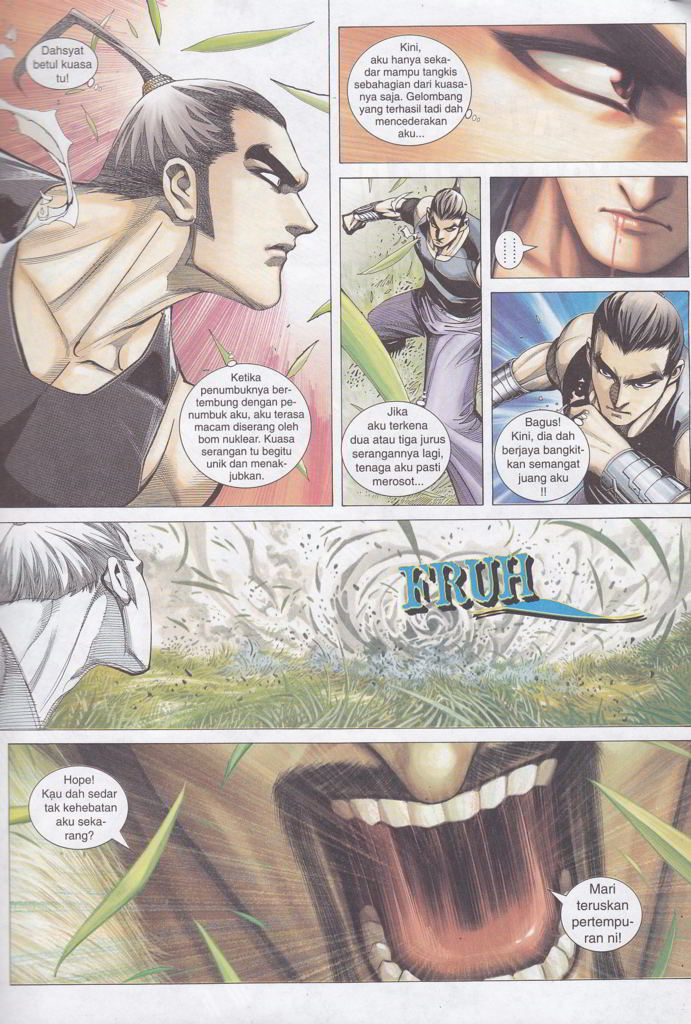 Dahsyat
betul kuasa
tu!
Ketika
penumbuknya ber-
tembung dengan pe-
numbuk aku, aku terasa
macam diserang oleh
bom nuklear. Kuasa
serangan tu begitu
unik dan menak-
jubkan.
Kini,
aku hanya seka-
dar mampu tangkis
sebahagian dari kuasa-
nya saja. Gelombang
yang terhasil tadi dah
mencederakan
aku...
Jika
aku terkena
dua atau tiga jurus
serangannya lagi,
tenaga aku pasti
merosot...
Bagus!
Kini, dia dah
berjaya bangkit-
kan semangat
juang aku
!!
FRUH
Hope!
Kau dah sedar
tak kehebatan
aku seka-
rang?
Mari
teruskan
pertempu-
ran ni!